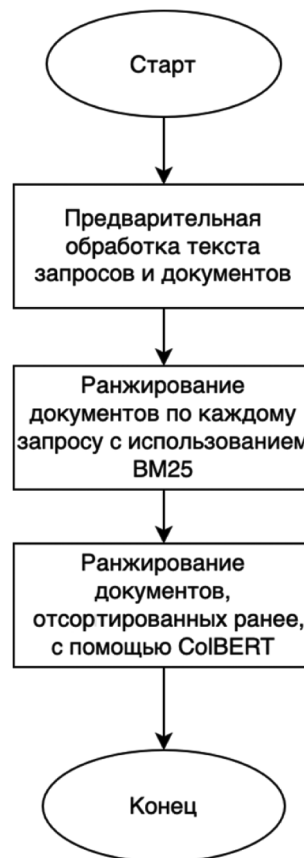 Старт
Предварительная
обработка текста
запросов и документов
Ранжирование
документов по каждому
запросу с использованием
BM25
Ранжирование
документов,
отсортированных ранее,
с помощью ColBERT
Конец